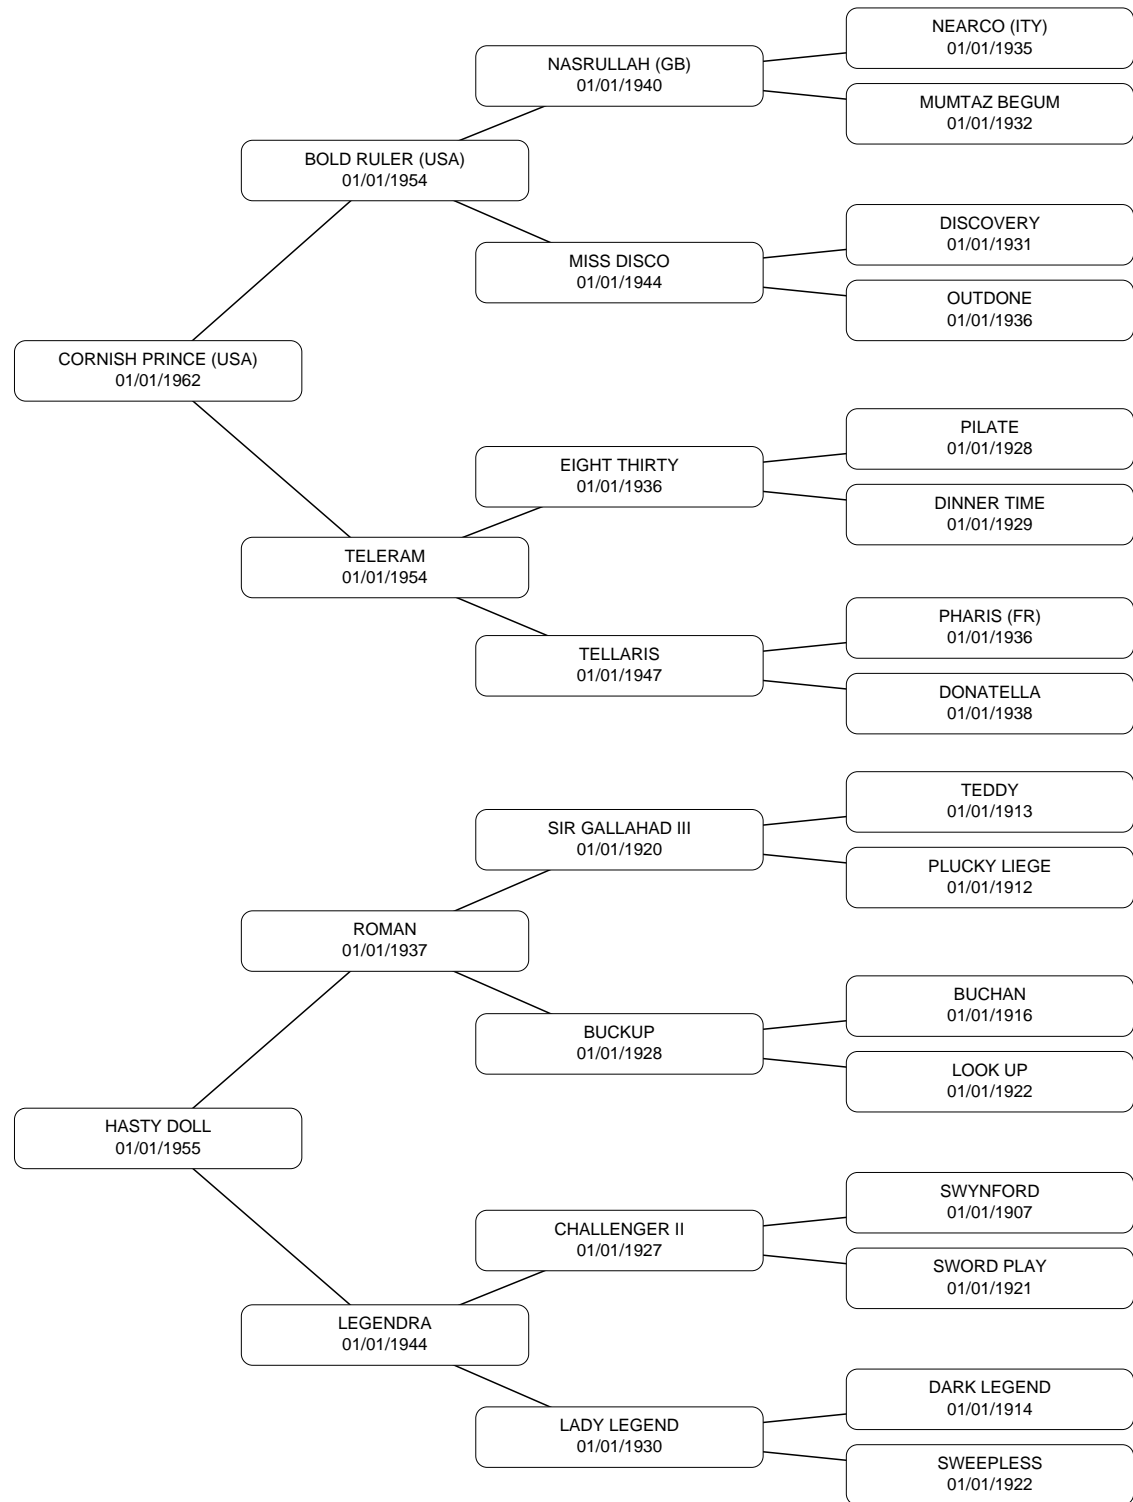 NEARCO (ITY)
01/01/1935
NASRULLAH (GB)
01/01/1940
MUMTAZ BEGUM
01/01/1932
BOLD RULER (USA)
01/01/1954
DISCOVERY
01/01/1931
MISS DISCO
01/01/1944
OUTDONE
01/01/1936
CORNISH PRINCE (USA)
01/01/1962
PILATE
01/01/1928
EIGHT THIRTY
01/01/1936
DINNER TIME
01/01/1929
TELERAM
01/01/1954
PHARIS (FR)
01/01/1936
TELLARIS
01/01/1947
DONATELLA
01/01/1938
TEDDY
01/01/1913
SIR GALLAHAD III
01/01/1920
PLUCKY LIEGE
01/01/1912
ROMAN
01/01/1937
BUCHAN
01/01/1916
BUCKUP
01/01/1928
LOOK UP
01/01/1922
HASTY DOLL
01/01/1955
SWYNFORD
01/01/1907
CHALLENGER II
01/01/1927
SWORD PLAY
01/01/1921
LEGENDRA
01/01/1944
DARK LEGEND
01/01/1914
LADY LEGEND
01/01/1930
SWEEPLESS
01/01/1922